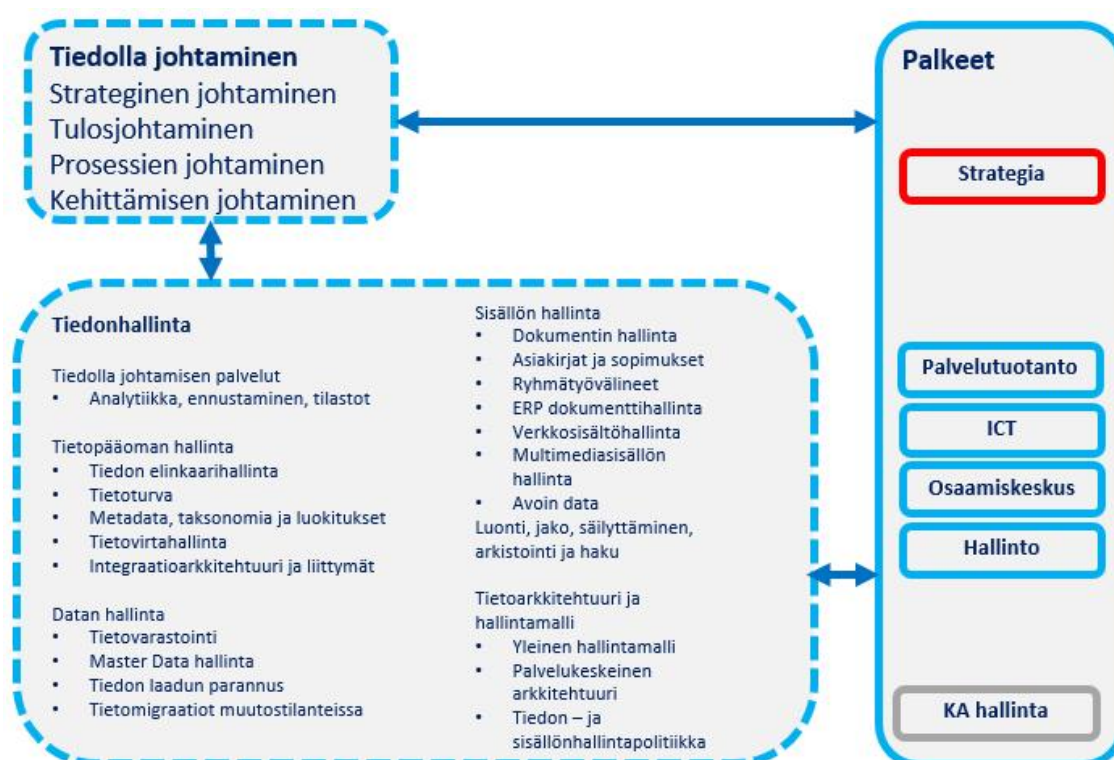 Tiedolla johtaminen
Strateginen johtaminen
Tulosjohtaminen
Prosessien johtaminen
Kehittämisen johtaminen
Tiedonhallinta
Tiedolla johtamisen palvelut
• Analytiikka, ennustaminen, tilastot
Tietopääoman hallinta
• Tiedon elinkaarihallinta
• Tietoturva
• Metadata, taksonomia ja luokitukset
• Tietovirtahallinta
• Integraatioarkkitehtuuri ja liittymät
Datan hallinta
• Tietovarastointi
• Master Data hallinta
• Tiedon laadun parannus
• Tietomigraatiot muutostilanteissa
Sisällön hallinta
• Dokumentin hallinta
• Asiakirjat ja sopimukset
• Ryhmätyövälineet
• ERP dokumenttihallinta
• Verkkosisältöhallinta
• Multimediasisällön
hallinta
• Avoin data
Luonti, jako, säilyttäminen,
arkistointi ja haku
Tietoarkkitehtuuri ja
hallintamalli
• Yleinen hallintamalli
• Palvelukeskeinen
arkkitehtuuri
• Tiedon – ja
sisällönhallintapolitiikka
Palkeet
Strategia
Palvelutuotanto
ICT
Osaamiskeskus
Hallinto
KA hallinta